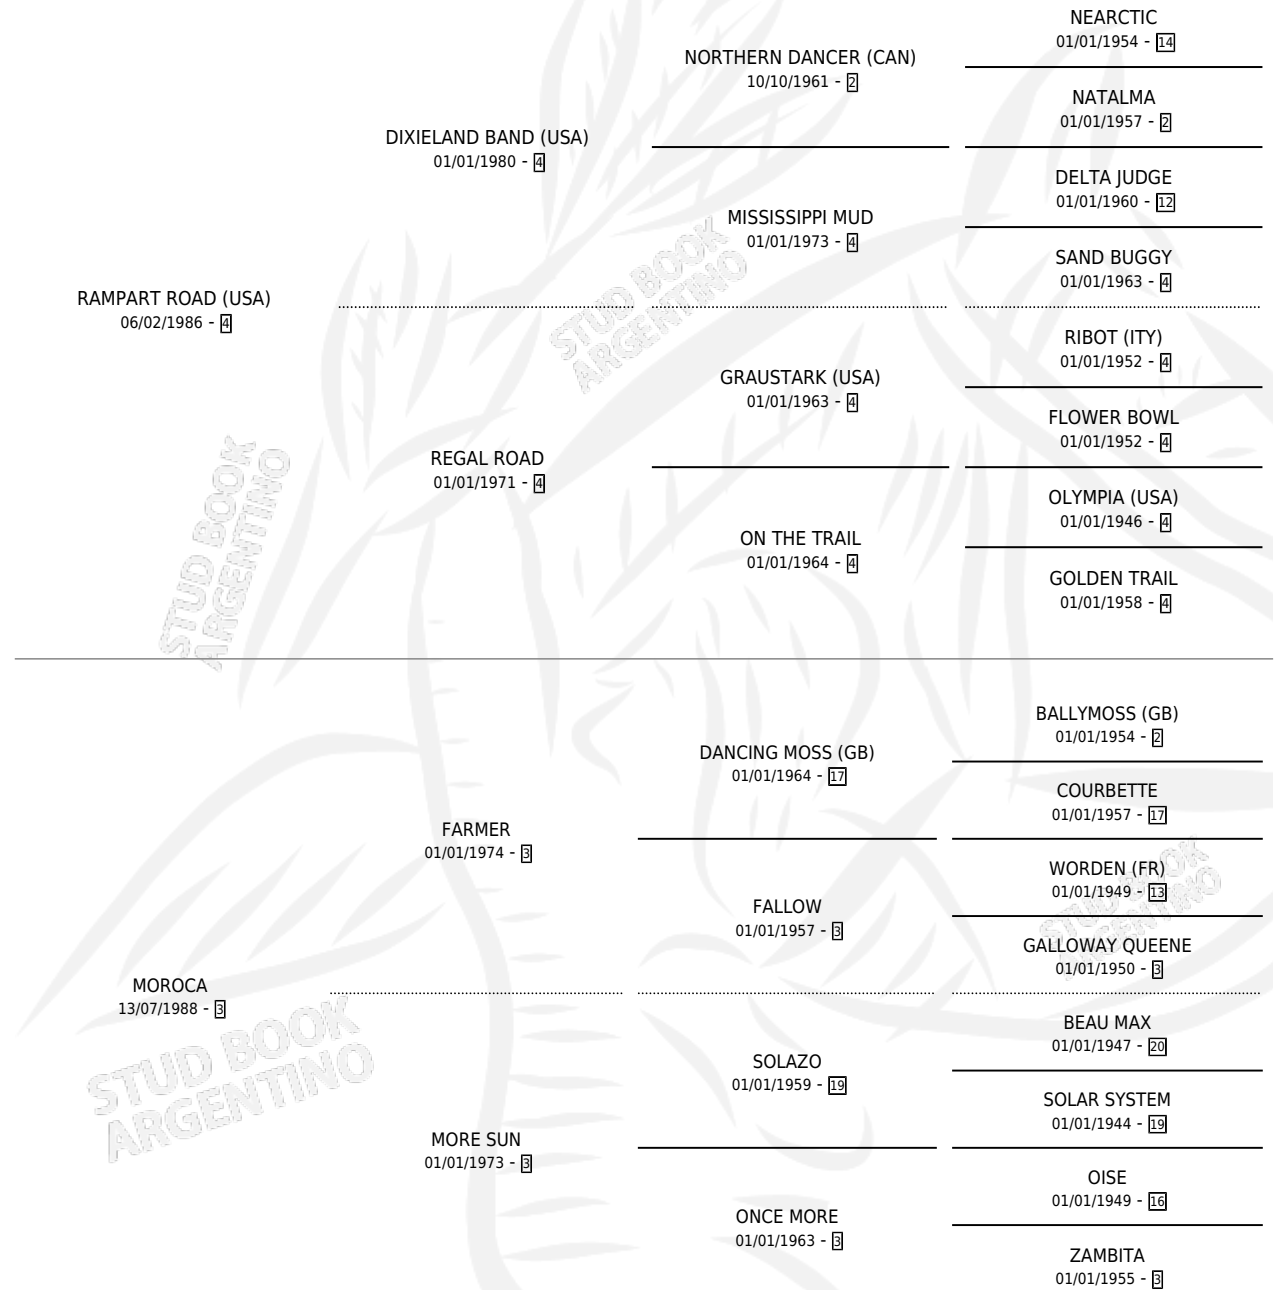 NEARCTIC
01/01/1954 - 14
NORTHERN DANCER (CAN)
10/10/1961 - 2
NATALMA
01/01/1957 - 2
DIXIELAND BAND (USA)
01/01/1980 - 4
DELTA JUDGE
01/01/1960 - 12
MISSISSIPPI MUD
01/01/1973 - 4
SAND BUGGY
01/01/1963 - 4
RAMPART ROAD (USA)
06/02/1986 - 4
STUD BOOK
ARGENTINO
RIBOT (ITY)
01/01/1952 - 4
GRAUSTARK (USA)
01/01/1963 - 4
FLOWER BOWL
01/01/1952 - 4
REGAL ROAD
01/01/1971 - 4
OLYMPIA (USA)
01/01/1946 - 4
ON THE TRAIL
01/01/1964 - 4
GOLDEN TRAIL
01/01/1958 - 4
STUD BOOK
ARGENTINO
BALLYMOSS (GB)
01/01/1954 - 2
DANCING MOSS (GB)
01/01/1964 - 17
COURBETTE
01/01/1957 - 17
FARMER
01/01/1974 - 3
WORDEN (FR)
01/01/1949 - 13
FALLOW
01/01/1957 - 3
GALLOWAY QUEENE
01/01/1950 - 3
STUD BOOK
ARGENTINO
MOROCA
13/07/1988 - 3
BEAU MAX
01/01/1947 - 20
SOLAZO
01/01/1959 - 19
SOLAR SYSTEM
01/01/1944 - 19
STUD BOOK
ARGENTINO
MORE SUN
01/01/1973 - 3
OISE
01/01/1949 - 16
ONCE MORE
01/01/1963 - 3
ZAMBITA
01/01/1955 - 3